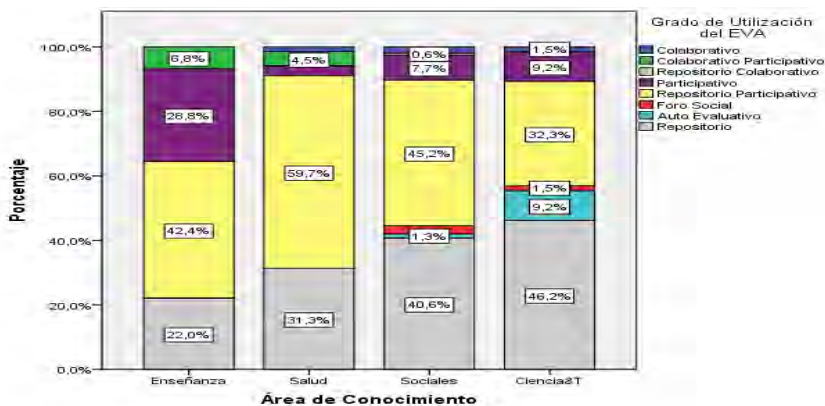 Grado de Utilización
del EVA
Colaborativo
Colaborativo Participativo
Repositorio Colaborativo
Participativo
Repositorio Participativo
Foro Social
Auto Evaluativo
Repositorio
Porcentaje
100,0%
80,0%
60,0%
40,0%
20,0%
0,0%
6,8%
28,8%
42,4%
22,0%
4,5%
59,7%
31,3%
0,6%
7,7%
45,2%
1,3%
40,6%
1,5%
9,2%
32,3%
1,5%
9,2%
46,2%
Enseñanza
Salud
Sociales
Ciencia&T
Área de Conocimiento